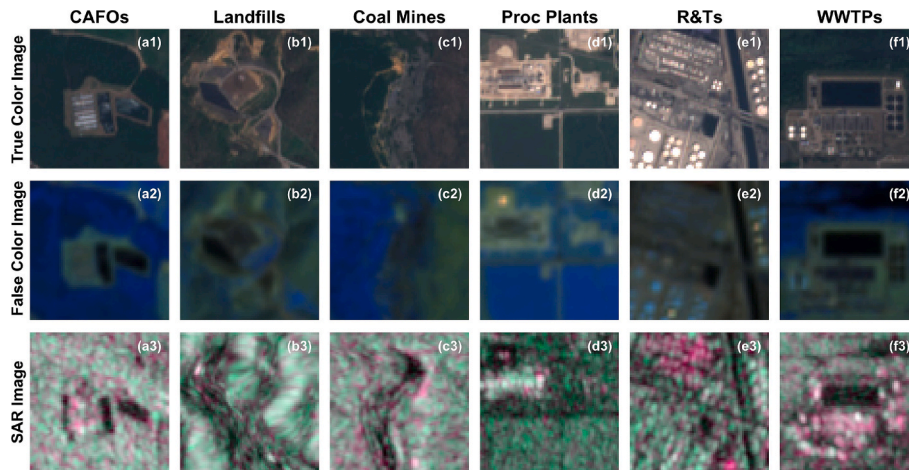 CAFOs Landfills Coal Mines Proc Plants R&Ts WWTPs
True Color Image (a1) (b1) (c1) (d1) (e1) (f1)
False Color Image (a2) (b2) (c2) (d2) (e2) (f2)
SAR Image (a3) (b3) (c3) (d3) (e3) (f3)